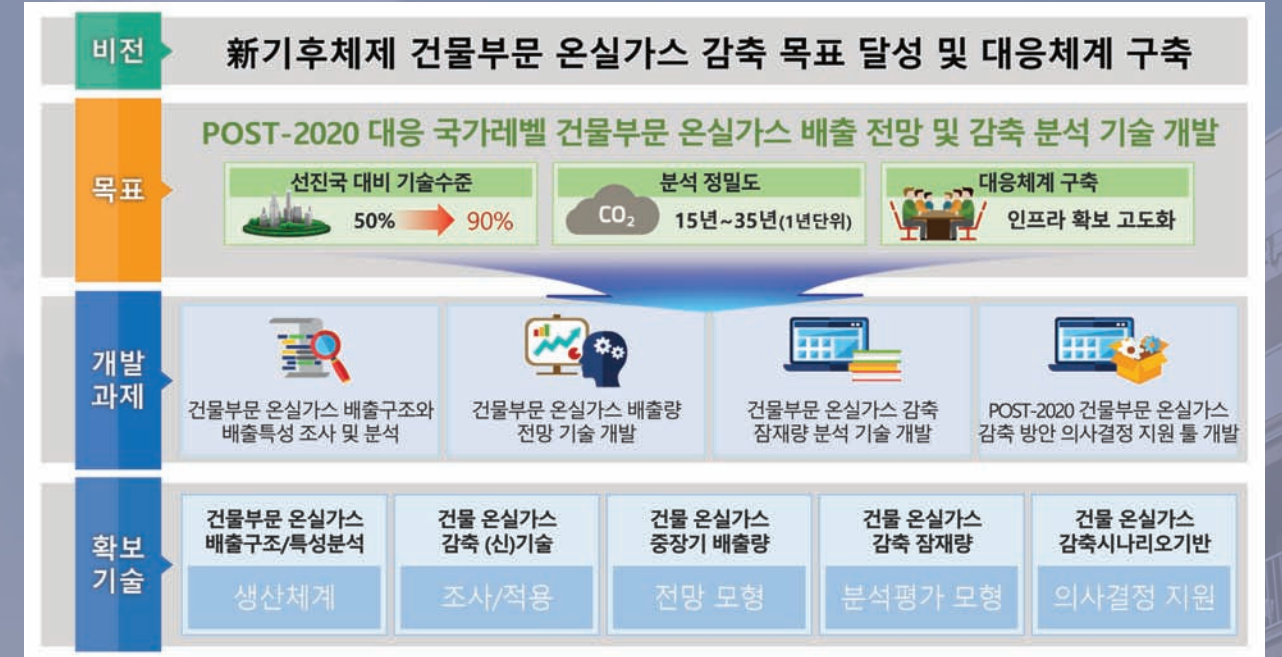 비전
新기후체제 건물부문 온실가스 감축 목표 달성 및 대응체계 구축
목표
POST-2020 대응 국가레벨 건물부문 온실가스 배출 전망 및 감축 분석 기술 개발
선진국 대비 기술수준
50%
90%
분석 정밀도
CO₂
15년~35년(1년단위)
대응체계 구축
인프라 확보 고도화
개발
과제
건물부문 온실가스 배출구조와
배출특성 조사 및 분석
건물부문 온실가스 배출량
전망 기술 개발
건물부문 온실가스 감축
잠재량 분석 기술 개발
POST-2020 건물부문 온실가스
감축 방안 의사결정 지원 툴 개발
확보
기술
건물부문 온실가스
배출구조/특성분석
생산체계
건물 온실가스
감축 (신)기술
조사/적용
건물 온실가스
중장기 배출량
전망 모형
건물 온실가스
감축 잠재량
분석평가 모형
건물 온실가스
감축시나리오기반
의사결정 지원